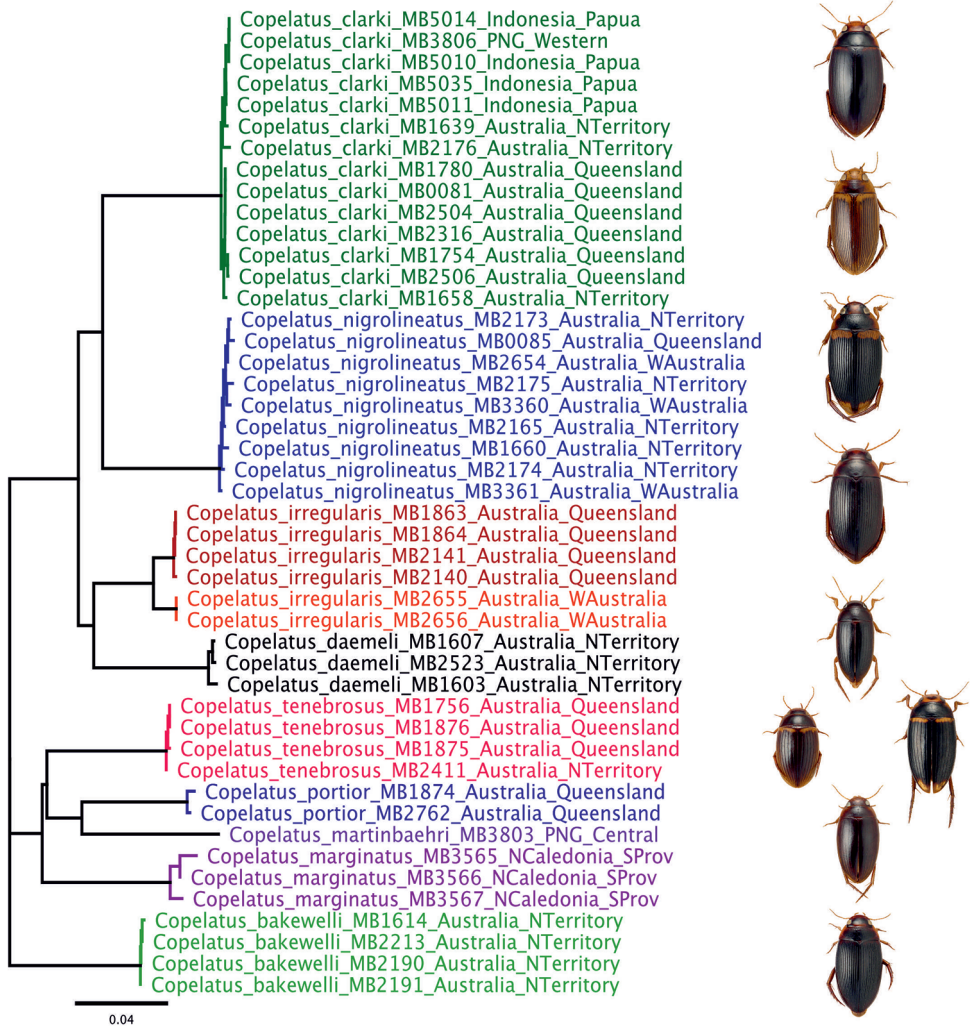 Copelatus_clarki_MB5014_Indonesia_Papua
Copelatus_clarki_MB3806_PNG_Western
Copelatus_clarki_MB5010_Indonesia_Papua
Copelatus_clarki_MB5035_Indonesia_Papua
Copelatus_clarki_MB5011_Indonesia_Papua
Copelatus_clarki_MB1639_Australia_NTerritory
Copelatus_clarki_MB2176_Australia_NTerritory
Copelatus_clarki_MB1780_Australia_Queensland
Copelatus_clarki_MB0081_Australia_Queensland
Copelatus_clarki_MB2504_Australia_Queensland
Copelatus_clarki_MB2316_Australia_Queensland
Copelatus_clarki_MB1754_Australia_Queensland
Copelatus_clarki_MB2506_Australia_Queensland
Copelatus_clarki_MB1658_Australia_NTerritory
Copelatus_nigrolineatus_MB2173_Australia_NTerritory
Copelatus_nigrolineatus_MB0085_Australia_Queensland
Copelatus_nigrolineatus_MB2654_Australia_WAustralia
Copelatus_nigrolineatus_MB2175_Australia_NTerritory
Copelatus_nigrolineatus_MB3360_Australia_WAustralia
Copelatus_nigrolineatus_MB2165_Australia_NTerritory
Copelatus_nigrolineatus_MB1660_Australia_NTerritory
Copelatus_nigrolineatus_MB2174_Australia_NTerritory
Copelatus_nigrolineatus_MB3361_Australia_WAustralia
Copelatus_irregularis_MB1863_Australia_Queensland
Copelatus_irregularis_MB1864_Australia_Queensland
Copelatus_irregularis_MB2141_Australia_Queensland
Copelatus_irregularis_MB2140_Australia_Queensland
Copelatus_irregularis_MB2655_Australia_WAustralia
Copelatus_irregularis_MB2656_Australia_WAustralia
Copelatus_daemeli_MB1607_Australia_NTerritory
Copelatus_daemeli_MB2523_Australia_NTerritory
Copelatus_daemeli_MB1603_Australia_NTerritory
Copelatus_tenebrosus_MB1756_Australia_Queensland
Copelatus_tenebrosus_MB1876_Australia_Queensland
Copelatus_tenebrosus_MB1875_Australia_Queensland
Copelatus_tenebrosus_MB2411_Australia_NTerritory
Copelatus_portior_MB1874_Australia_Queensland
Copelatus_portior_MB2762_Australia_Queensland
Copelatus_martinbaehri_MB3803_PNG_Central
Copelatus_marginatus_MB3565_NCaledonia_SProv
Copelatus_marginatus_MB3566_NCaledonia_SProv
Copelatus_marginatus_MB3567_NCaledonia_SProv
Copelatus_bakewelli_MB1614_Australia_NTerritory
Copelatus_bakewelli_MB2213_Australia_NTerritory
Copelatus_bakewelli_MB2190_Australia_NTerritory
Copelatus_bakewelli_MB2191_Australia_NTerritory
0.04